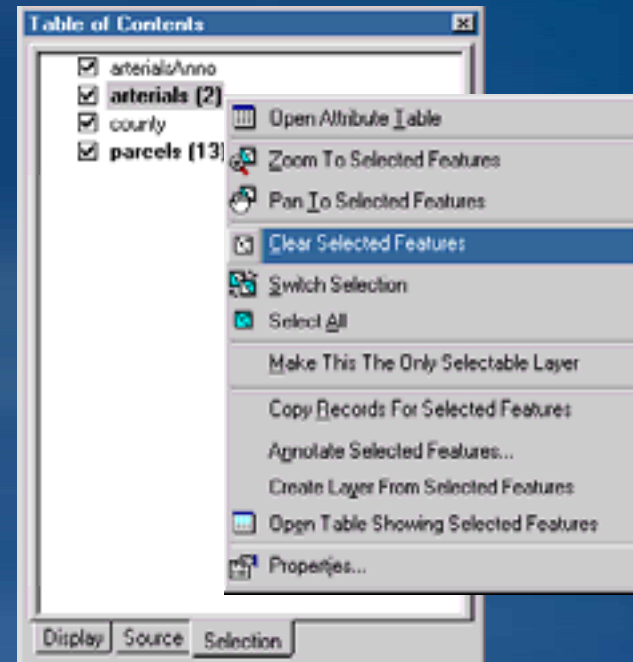 Table of Contents
arterialsAnno
arterials (2)
county
parcels (13)
Open Attribute Table
Zoom To Selected Features
Pan To Selected Features
Clear Selected Features
Switch Selection
Select All
Make This The Only Selectable Layer
Copy Records For Selected Features
Annotate Selected Features...
Create Layer From Selected Features
Open Table Showing Selected Features
Properties...
Display Source Selection